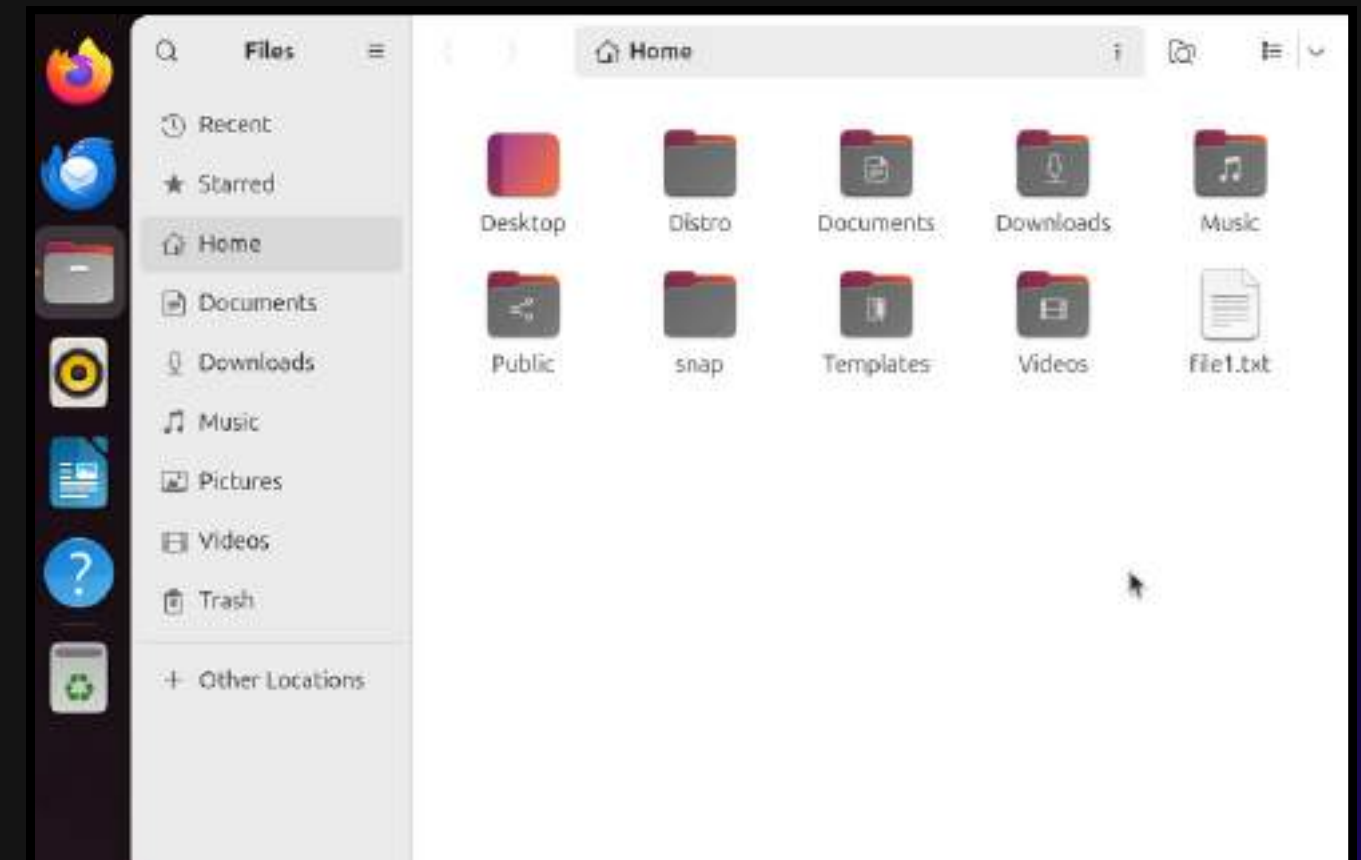 Files
Home
Recent
Starred
Home
Documents
Downloads
Music
Pictures
Videos
Trash
+ Other Locations
Desktop
Distro
Documents
Downloads
Music
Public
snap
Templates
Videos
file1.txt